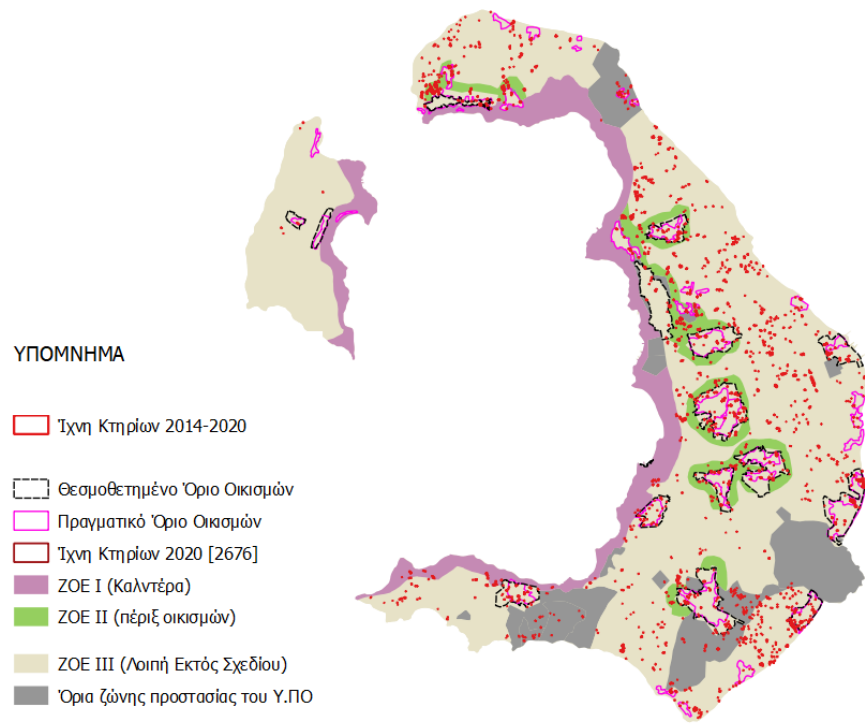 ΥΠΟΜΝΗΜΑ
Ίχνη Κτηρίων 2014-2020
Θεσμοθετημένο Όριο Οικισμών
Πραγματικό Όριο Οικισμών
Ίχνη Κτηρίων 2020 [2676]
ΖΟΕ Ι (Καλντέρα)
ΖΟΕ ΙΙ (πέριξ οικισμών)
ΖΟΕ ΙΙΙ (Λοιπή Εκτός Σχεδίου)
Όρια ζώνης προστασίας του Υ.ΠΟ